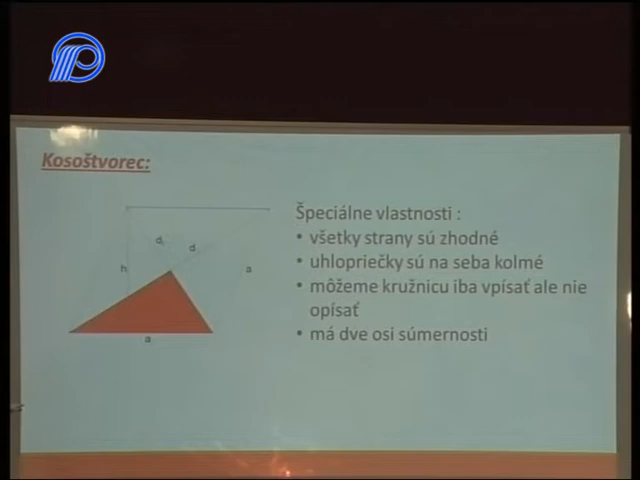 Kosoštvorec:
Špeciálne vlastnosti :
• všetky strany sú zhodné
• uhlopriečky sú na seba kolmé
• môžeme kružnicu iba vpísať ale nie
opísať
• má dve osi súmernosti
d
d
h
a
a